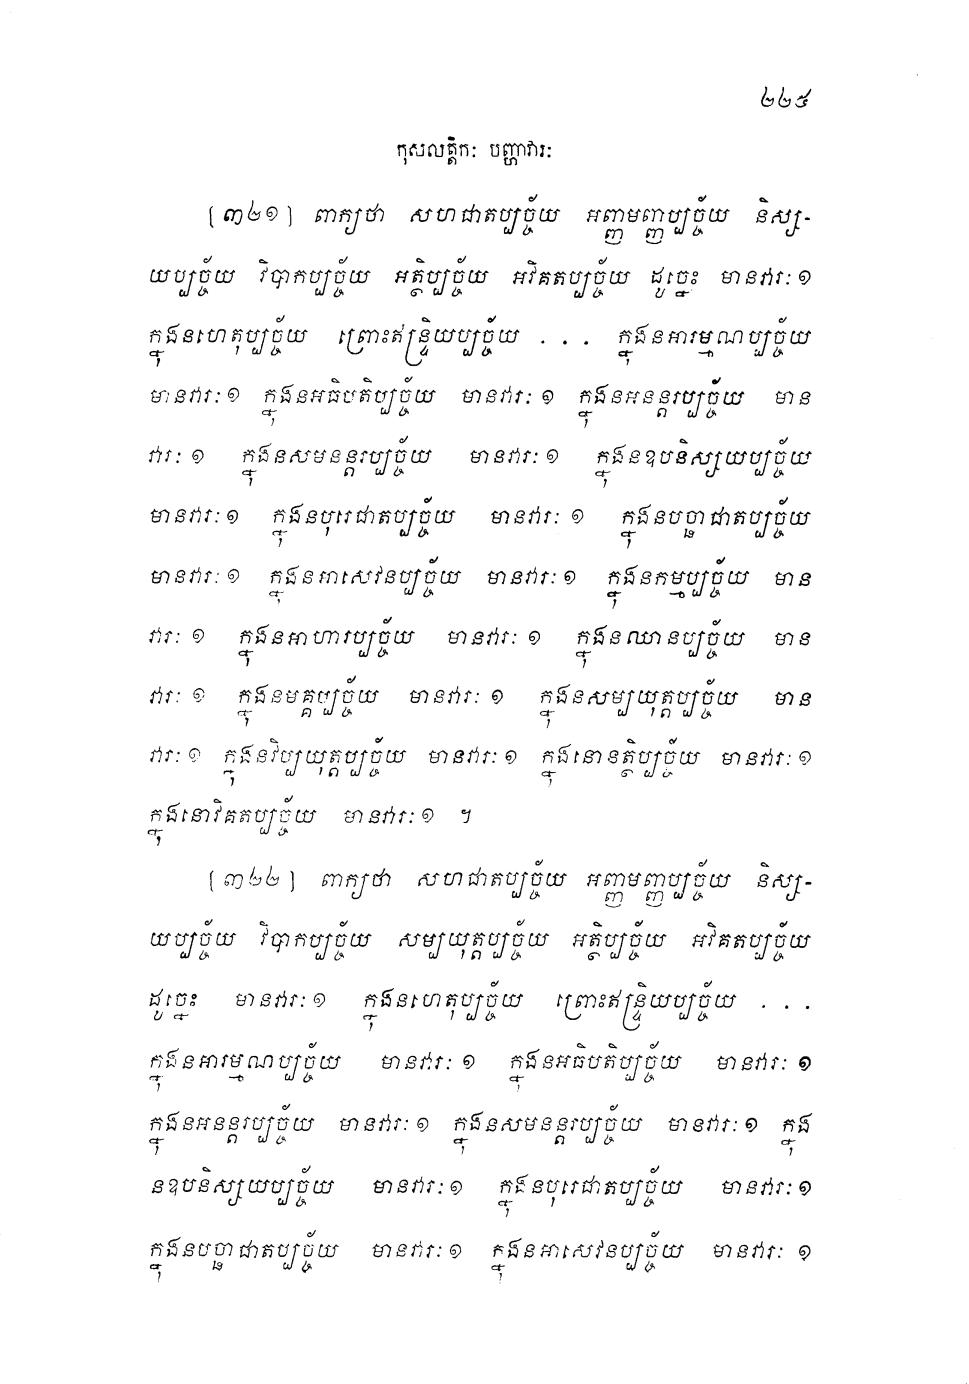 ២២៥
កុសលត្តិកៈ បញ្ហាវារៈ
[៣២១] ពាក្យថា សហជាតប្បច្ច័យ អញ្ញមញ្ញប្បច្ច័យ និស្ស-
យប្បច្ច័យ វិបាកប្បច្ច័យ អត្ថិប្បច្ច័យ អវិគតប្បច្ច័យ ដូច្នេះ មានវារៈ ១
ក្នុងនហេតុប្បច្ច័យ ព្រោះឥន្ទ្រិយប្បច្ច័យ . . . ក្នុងនអារម្មណប្បច្ច័យ
មានវារៈ ១ ក្នុងនអធិបតិប្បច្ច័យ មានវារៈ ១ ក្នុងនអនន្តរប្បច្ច័យ មាន
វារៈ ១ ក្នុងនសមនន្តរប្បច្ច័យ មានវារៈ ១ ក្នុងនឧបនិស្សយប្បច្ច័យ
មានវារៈ ១ ក្នុងនបុរេជាតប្បច្ច័យ មានវារៈ ១ ក្នុងនបច្ឆាជាតប្បច្ច័យ
មានវារៈ ១ ក្នុងនអាសេវនប្បច្ច័យ មានវារៈ ១ ក្នុងនកម្មប្បច្ច័យ មាន
វារៈ ១ ក្នុងនអាហារប្បច្ច័យ មានវារៈ ១ ក្នុងនឈានប្បច្ច័យ មាន
វារៈ ១ ក្នុងនមគ្គប្បច្ច័យ មានវារៈ ១ ក្នុងនសម្បយុត្តប្បច្ច័យ មាន
វារៈ ១ ក្នុងនវិប្បយុត្តប្បច្ច័យ មានវារៈ ១ ក្នុងនោនត្ថិប្បច្ច័យ មានវារៈ ១
ក្នុងនោវិគតប្បច្ច័យ មានវារៈ ១ ។
[៣២២] ពាក្យថា សហជាតប្បច្ច័យ អញ្ញមញ្ញប្បច្ច័យ និស្ស-
យប្បច្ច័យ វិបាកប្បច្ច័យ សម្បយុត្តប្បច្ច័យ អត្ថិប្បច្ច័យ អវិគតប្បច្ច័យ
ដូច្នេះ មានវារៈ ១ ក្នុងនហេតុប្បច្ច័យ ព្រោះឥន្ទ្រិយប្បច្ច័យ . . .
ក្នុងនអារម្មណប្បច្ច័យ មានវារៈ ១ ក្នុងនអធិបតិប្បច្ច័យ មានវារៈ ១
ក្នុងនអនន្តរប្បច្ច័យ មានវារៈ ១ ក្នុងនសមនន្តរប្បច្ច័យ មានវារៈ ១ ក្នុង
នឧបនិស្សយប្បច្ច័យ មានវារៈ ១ ក្នុងនបុរេជាតប្បច្ច័យ មានវារៈ ១
ក្នុងនបច្ឆាជាតប្បច្ច័យ មានវារៈ ១ ក្នុងនអាសេវនប្បច្ច័យ មានវារៈ ១